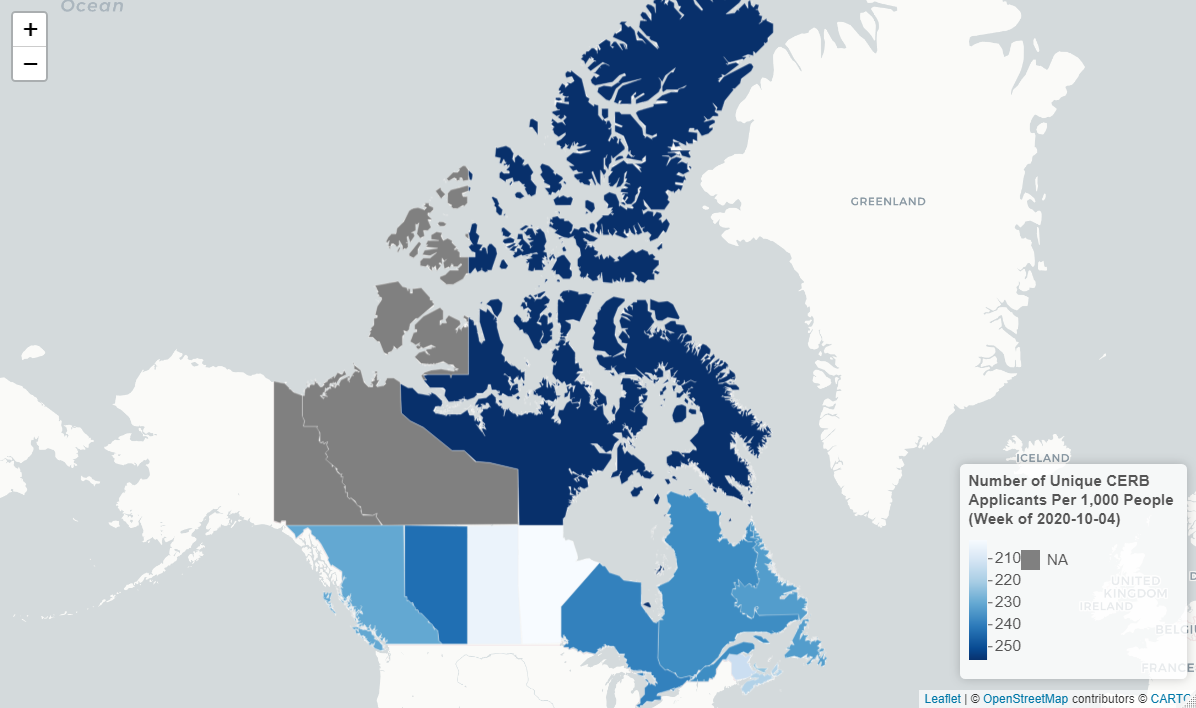 Ocean
+
−
GREENLAND
ICELAND
Number of Unique CERB
Applicants Per 1,000 People
(Week of 2020-10-04)
210
NA
220
230
240
250
UNITED
KINGDOM
IRELAND
BELGI
FRANCE
Leaflet | © OpenStreetMap contributors © CARTO